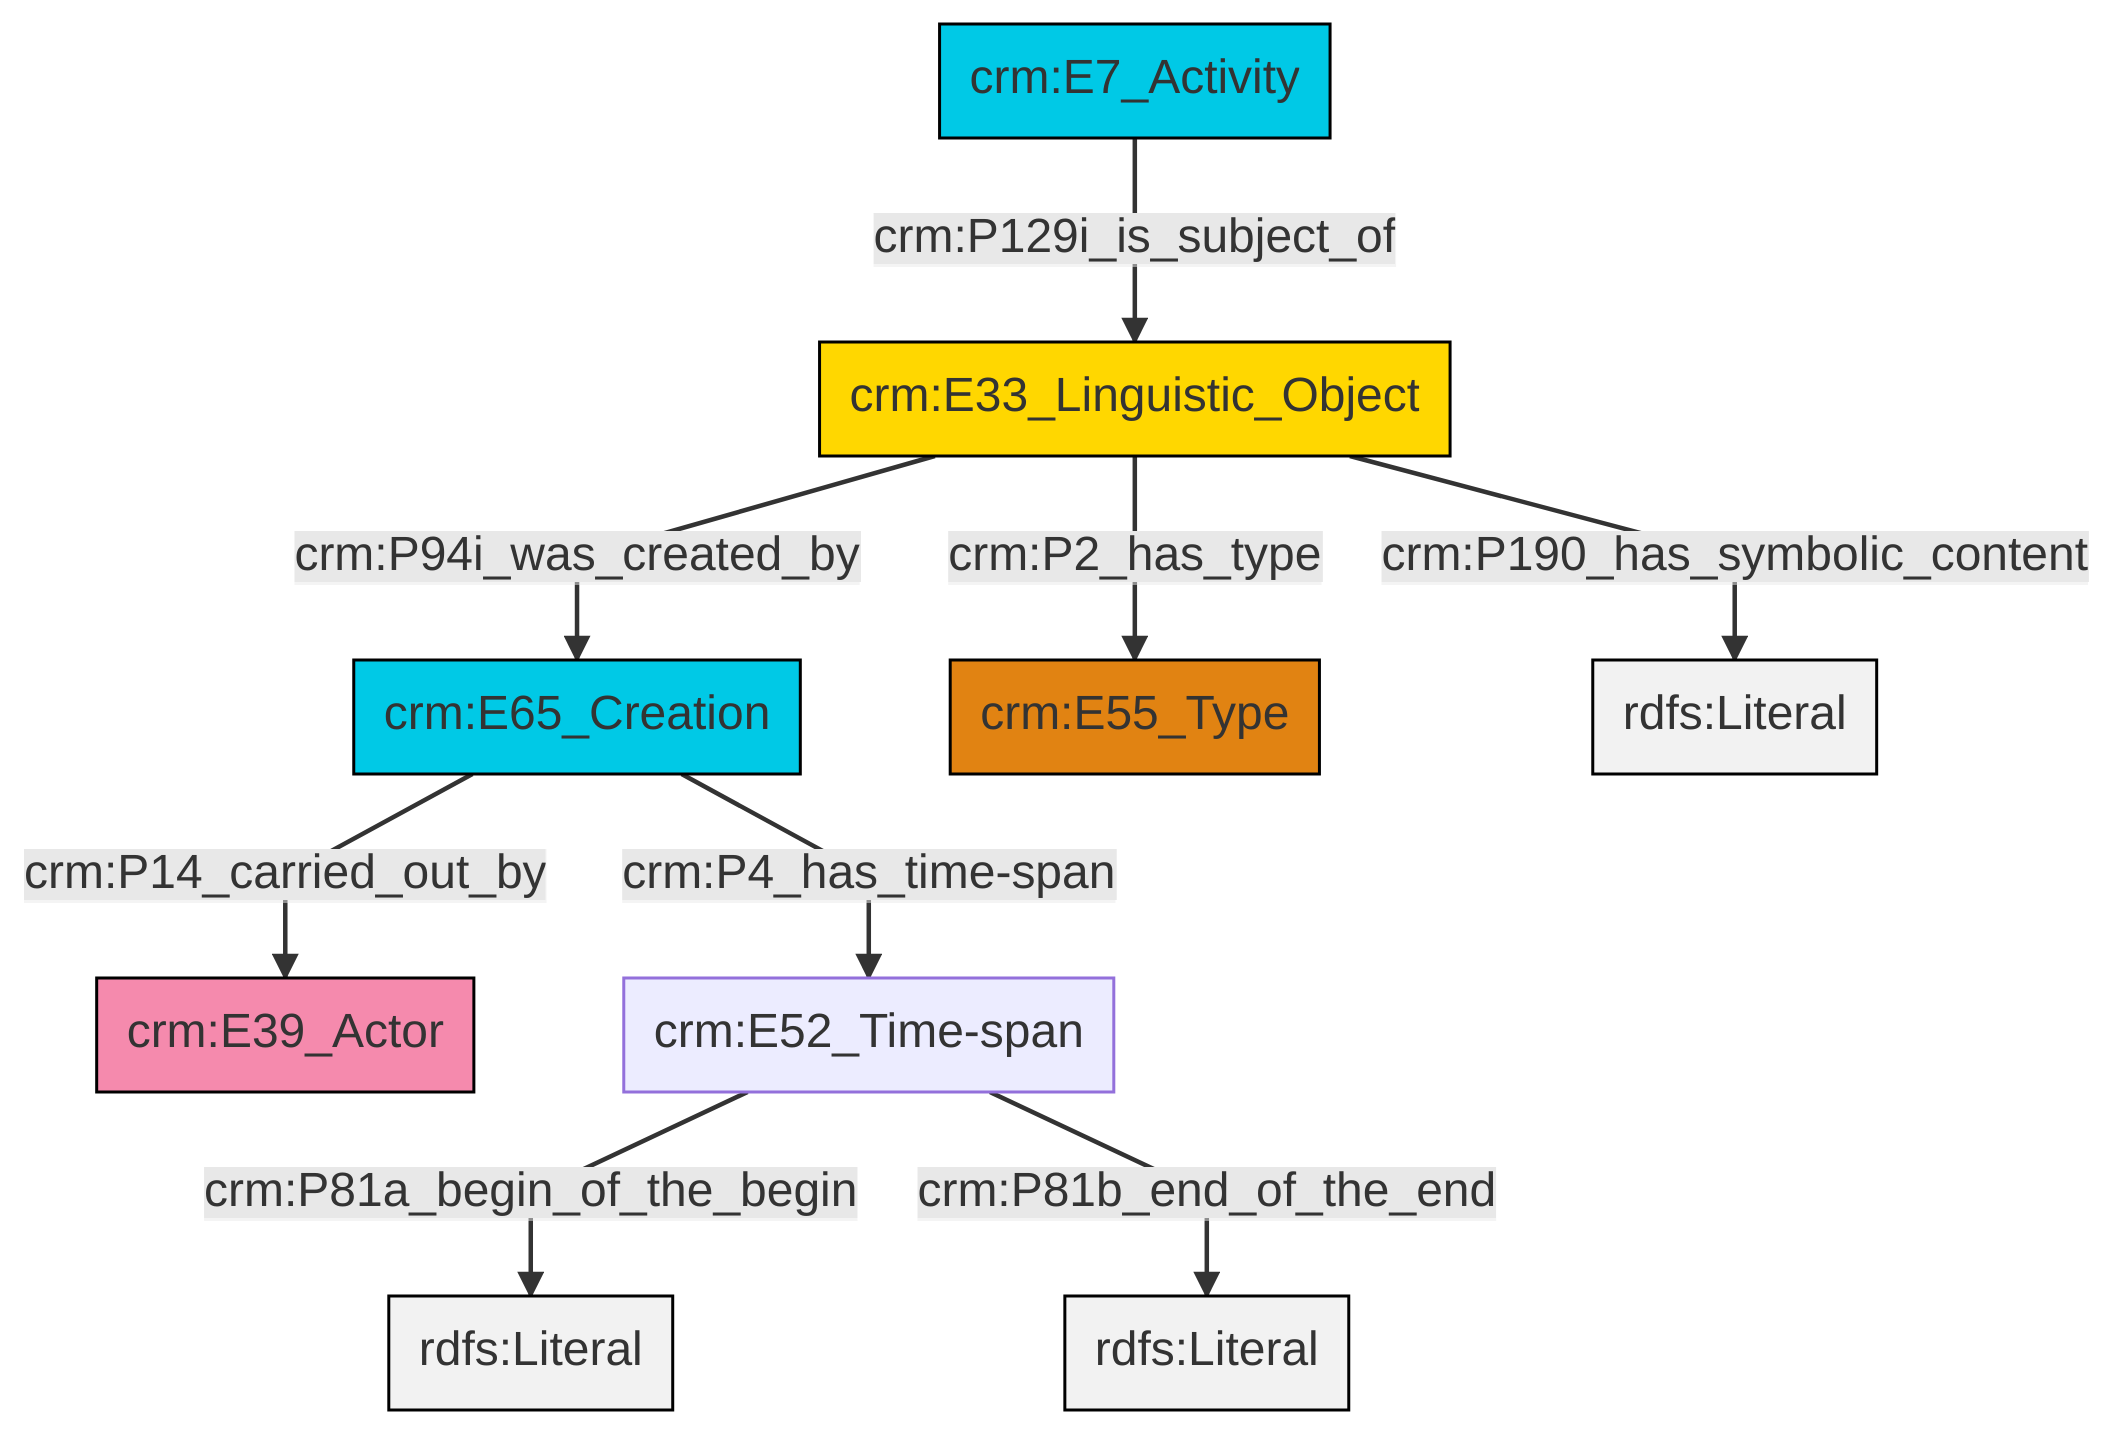 crm:E7_Activity
crm:P129i_is_subject_of
crm:E33_Linguistic_Object
crm:P94i_was_created_by
crm:P2_has_type
crm:P190_has_symbolic_content
crm:E65_Creation
crm:E55_Type
rdfs:Literal
crm:P14_carried_out_by
crm:P4_has_time-span
crm:E39_Actor
crm:E52_Time-span
crm:P81a_begin_of_the_begin
crm:P81b_end_of_the_end
rdfs:Literal
rdfs:Literal